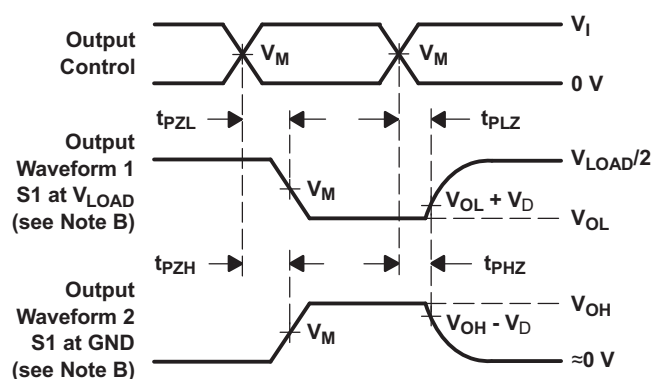 Output
Control
V_M
V_M
V_I
0 V
t_PZL
t_PLZ
Output
Waveform 1
S1 at V_LOAD
(see Note B)
V_M
V_OL + V_D
V_LOAD/2
V_OL
t_PZH
t_PHZ
Output
Waveform 2
S1 at GND
(see Note B)
V_M
V_OH - V_D
V_OH
≈0 V